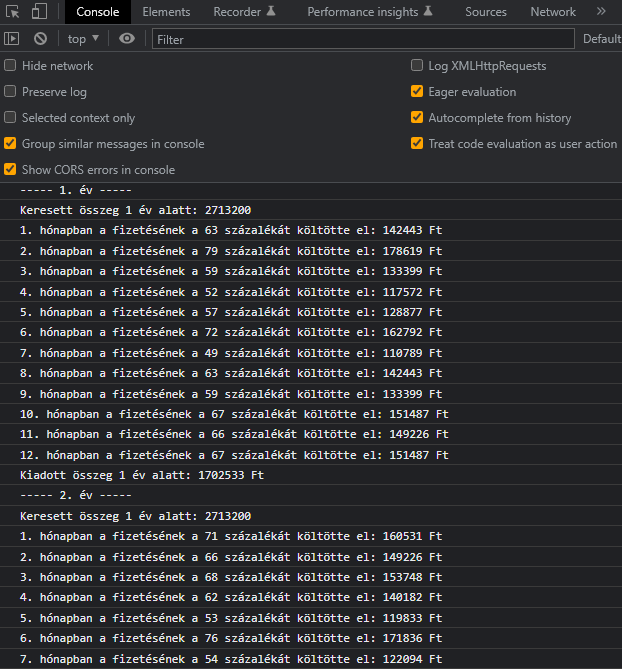 Console Elements Recorder Performance insights Sources Network »
top ▼ Filter Default
Hide network Log XMLHttpRequests
Preserve log Eager evaluation
Selected context only Autocomplete from history
Group similar messages in console Treat code evaluation as user action
Show CORS errors in console
----- 1. év -----
Keresett összeg 1 év alatt: 2713200
1. hónapban a fizetésének a 63 százalékát költötte el: 142443 Ft
2. hónapban a fizetésének a 79 százalékát költötte el: 178619 Ft
3. hónapban a fizetésének a 59 százalékát költötte el: 133399 Ft
4. hónapban a fizetésének a 52 százalékát költötte el: 117572 Ft
5. hónapban a fizetésének a 57 százalékát költötte el: 128877 Ft
6. hónapban a fizetésének a 72 százalékát költötte el: 162792 Ft
7. hónapban a fizetésének a 49 százalékát költötte el: 110789 Ft
8. hónapban a fizetésének a 63 százalékát költötte el: 142443 Ft
9. hónapban a fizetésének a 59 százalékát költötte el: 133399 Ft
10. hónapban a fizetésének a 67 százalékát költötte el: 151487 Ft
11. hónapban a fizetésének a 66 százalékát költötte el: 149226 Ft
12. hónapban a fizetésének a 67 százalékát költötte el: 151487 Ft
Kiadott összeg 1 év alatt: 1702533 Ft
----- 2. év -----
Keresett összeg 1 év alatt: 2713200
1. hónapban a fizetésének a 71 százalékát költötte el: 160531 Ft
2. hónapban a fizetésének a 66 százalékát költötte el: 149226 Ft
3. hónapban a fizetésének a 68 százalékát költötte el: 153748 Ft
4. hónapban a fizetésének a 62 százalékát költötte el: 140182 Ft
5. hónapban a fizetésének a 53 százalékát költötte el: 119833 Ft
6. hónapban a fizetésének a 76 százalékát költötte el: 171836 Ft
7. hónapban a fizetésének a 54 százalékát költötte el: 122094 Ft